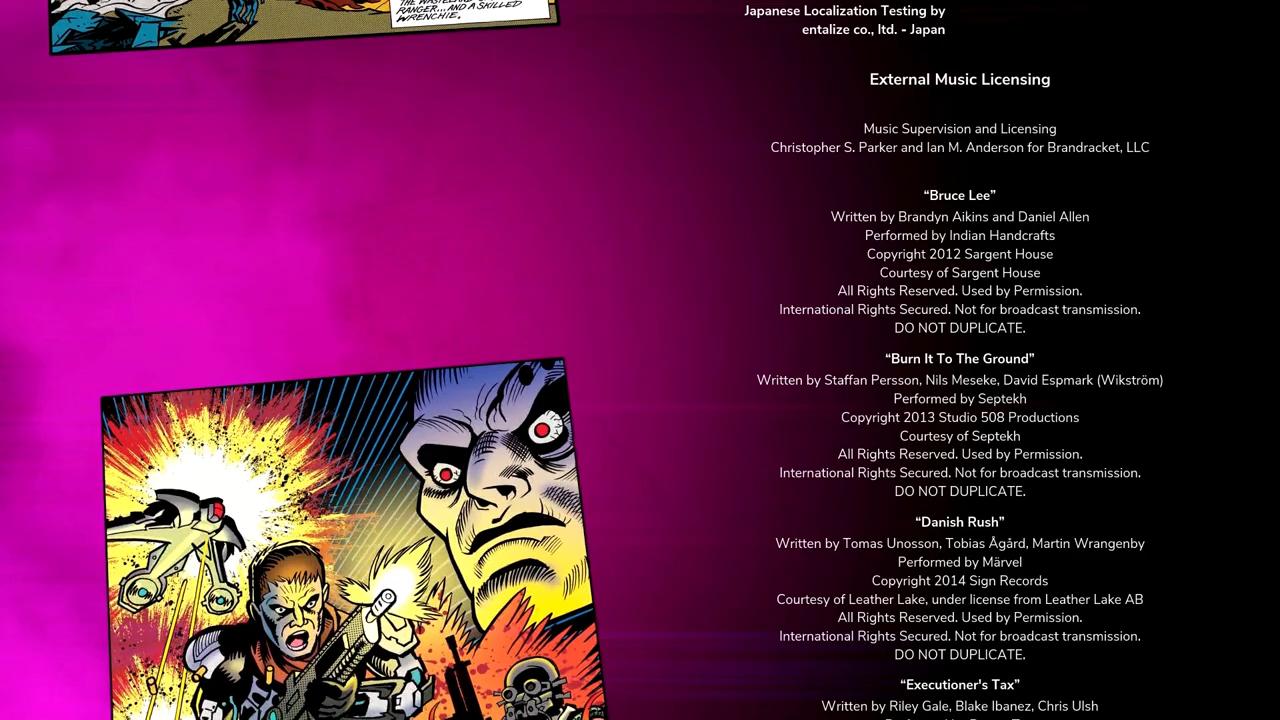 THE WASTELAND
RANGER...AND A SKILLED
WRENCHIE.
Japanese Localization Testing by
entalize co., ltd. - Japan
External Music Licensing
Music Supervision and Licensing
Christopher S. Parker and Ian M. Anderson for Brandracket, LLC
“Bruce Lee”
Written by Brandyn Aikins and Daniel Allen
Performed by Indian Handcrafts
Copyright 2012 Sargent House
Courtesy of Sargent House
All Rights Reserved. Used by Permission.
International Rights Secured. Not for broadcast transmission.
DO NOT DUPLICATE.
“Burn It To The Ground”
Written by Staffan Persson, Nils Meseke, David Espmark (Wikström)
Performed by Septekh
Copyright 2013 Studio 508 Productions
Courtesy of Septekh
All Rights Reserved. Used by Permission.
International Rights Secured. Not for broadcast transmission.
DO NOT DUPLICATE.
“Danish Rush”
Written by Tomas Unosson, Tobias Ågård, Martin Wrangenby
Performed by Märvel
Copyright 2014 Sign Records
Courtesy of Leather Lake, under license from Leather Lake AB
All Rights Reserved. Used by Permission.
International Rights Secured. Not for broadcast transmission.
DO NOT DUPLICATE.
“Executioner's Tax”
Written by Riley Gale, Blake Ibanez, Chris Ulsh